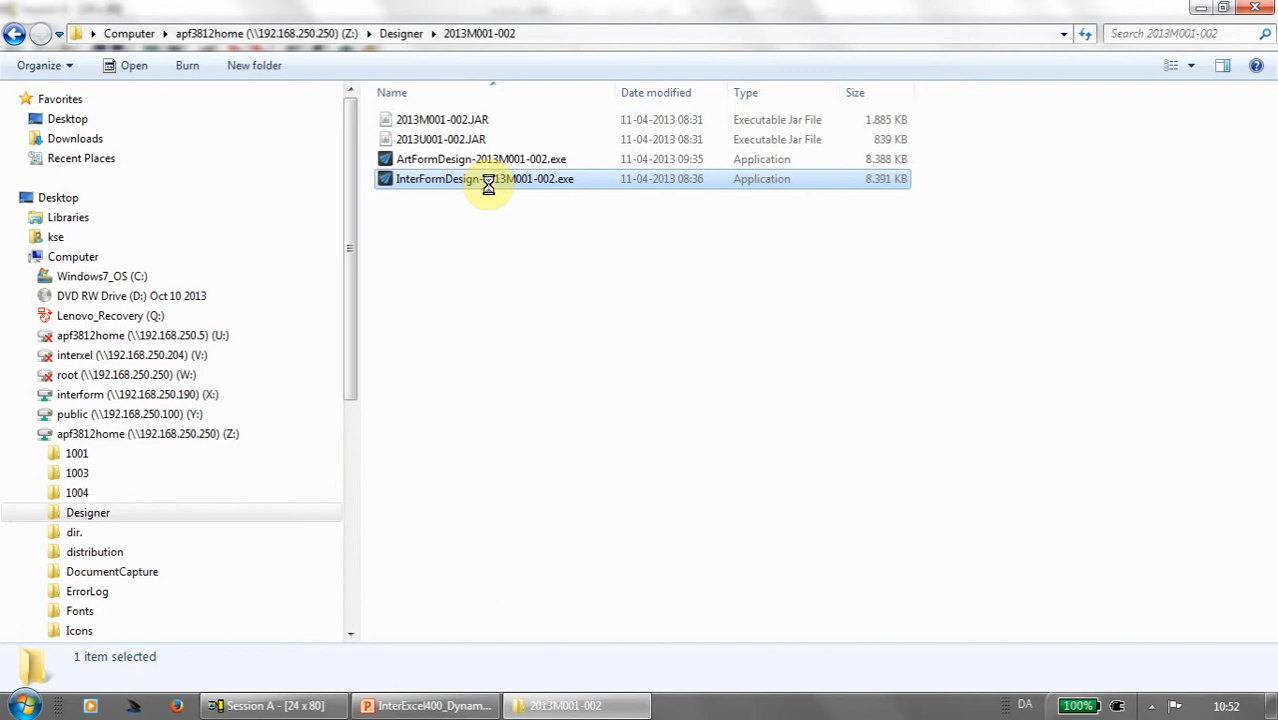 Session A - [24 x 80]
Computer apf3812home (\\192.168.250.250) (Z:) Designer 2013M001-002
Search 2013M001-002
Organize Open Burn New folder
Name Date modified Type Size
2013M001-002.JAR 11-04-2013 08:31 Executable Jar File 1.885 KB
2013U001-002.JAR 11-04-2013 08:31 Executable Jar File 839 KB
ArtFormDesign-2013M001-002.exe 11-04-2013 09:35 Application 8.388 KB
InterFormDesign-2013M001-002.exe 11-04-2013 08:36 Application 8.391 KB
Favorites
Desktop
Downloads
Recent Places
Desktop
Libraries
kse
Computer
Windows7_OS (C:)
DVD RW Drive (D:) Oct 10 2013
Lenovo_Recovery (Q:)
apf3812home (\\192.168.250.5) (U:)
interxel (\\192.168.250.204) (V:)
root (\\192.168.250.250) (W:)
interform (\\192.168.250.190) (X:)
public (\\192.168.250.100) (Y:)
apf3812home (\\192.168.250.250) (Z:)
1001
1003
1004
Designer
dir.
distribution
DocumentCapture
ErrorLog
Fonts
Icons
1 item selected
Session A - [24 x 80]
InterExcel400_Dynam...
2013M001-002
DA
100%
10:52